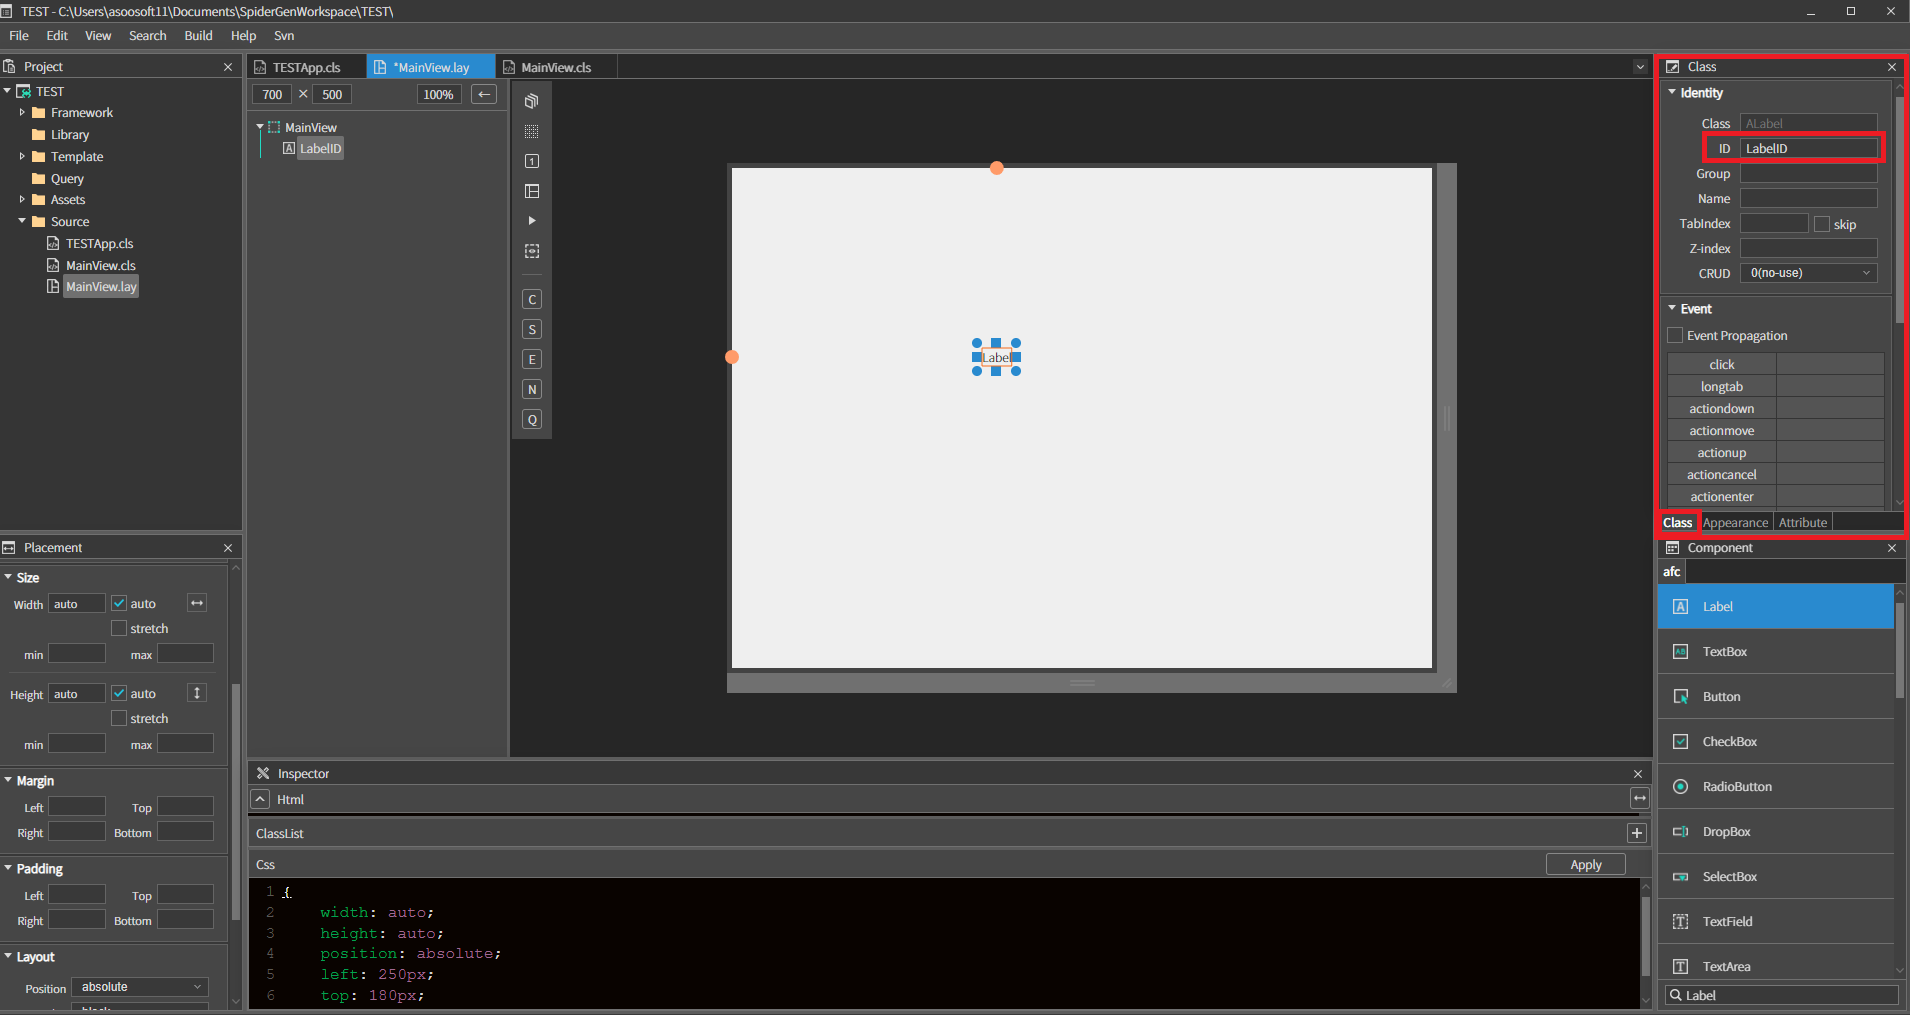 TEST - C:\Users\asoosoft11\Documents\SpiderGenWorkspace\TEST\
File Edit View Search Build Help Svn
Project
TEST
Framework
Library
Template
Query
Assets
Source
TESTApp.cls
MainView.cls
MainView.lay
Placement
Size
Width auto auto
stretch
min max
Height auto auto
stretch
min max
Margin
Left Top
Right Bottom
Padding
Left Top
Right Bottom
Layout
Position absolute
TESTApp.cls *MainView.lay MainView.cls
700 × 500 100% ←
MainView
A LabelID
1
C
S
E
N
Q
Label
Inspector
Html
ClassList
Css Apply
1 {
2 width: auto;
3 height: auto;
4 position: absolute;
5 left: 250px;
6 top: 180px;
Class
Identity
Class ALabel
ID LabelID
Group
Name
TabIndex skip
Z-index
CRUD 0(no-use)
Event
Event Propagation
click
longtab
actiondown
actionmove
actionup
actioncancel
actionenter
Class Appearance Attribute
Component
afc
A Label
AB TextBox
Button
CheckBox
RadioButton
DropBox
SelectBox
T TextField
T TextArea
Label